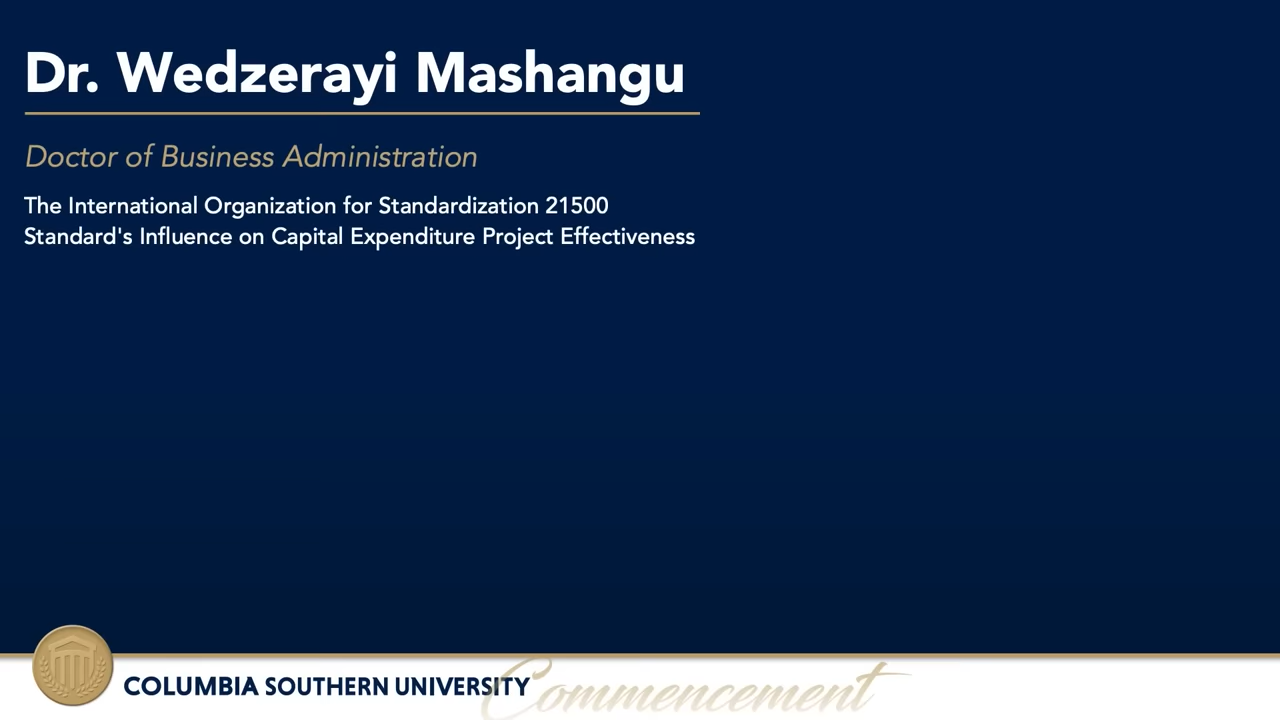 Dr. Wedzerayi Mashangu
Doctor of Business Administration
The International Organization for Standardization 21500
Standard's Influence on Capital Expenditure Project Effectiveness
COLUMBIA SOUTHERN UNIVERSITY
Commencement